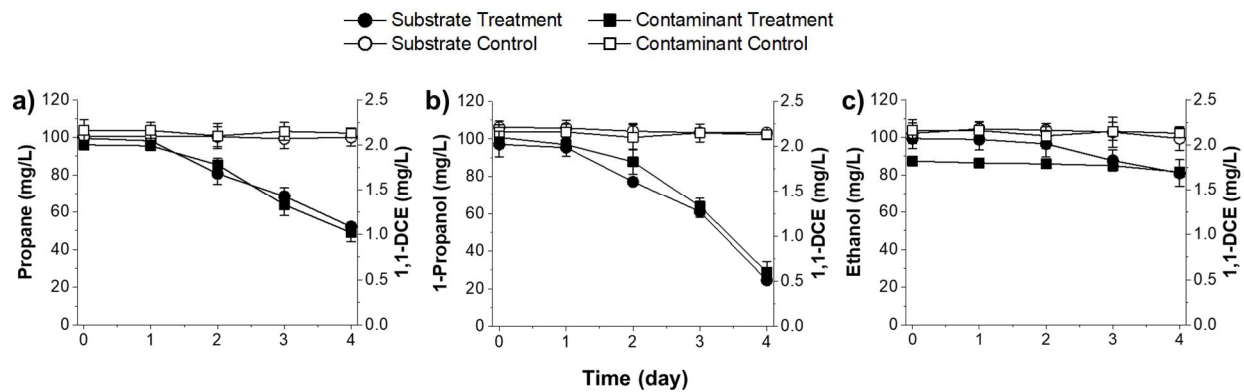 Substrate Treatment Contaminant Treatment
Substrate Control Contaminant Control
a)
Propane (mg/L)
120
100
80
60
40
20
0
0 1 2 3 4
2.5
2.0
1.5
1.0
0.5
0.0
1,1-DCE (mg/L)
b)
1-Propanol (mg/L)
120
100
80
60
40
20
0
0 1 2 3 4
2.5
2.0
1.5
1.0
0.5
0.0
1,1-DCE (mg/L)
c)
Ethanol (mg/L)
120
100
80
60
40
20
0
0 1 2 3 4
2.5
2.0
1.5
1.0
0.5
0.0
1,1-DCE (mg/L)
Time (day)